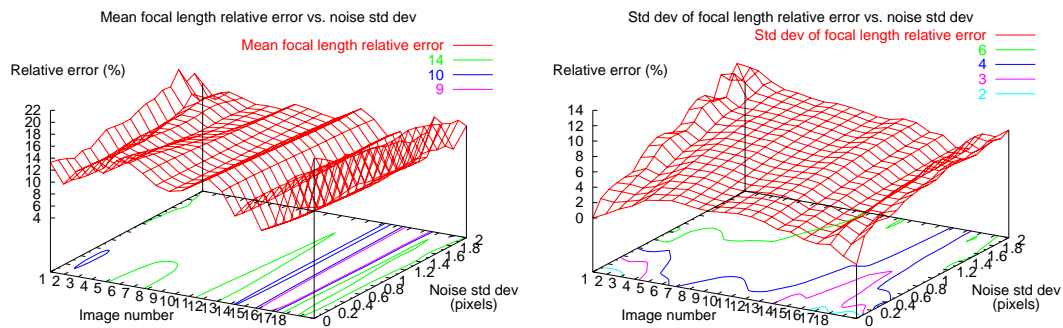 Mean focal length relative error vs. noise std dev
Mean focal length relative error
14
10
9
Relative error (%)
22
20
18
16
14
12
10
8
6
4
1 2 3 4 5 6 7 8 9 10 11 12 13 14 15 16 17 18
Image number
0 0.2 0.4 0.6 0.8 1 1.2 1.4 1.6 1.8 2
Noise std dev
(pixels)
Std dev of focal length relative error vs. noise std dev
Std dev of focal length relative error
6
4
3
2
Relative error (%)
14
12
10
8
6
4
2
0
1 2 3 4 5 6 7 8 9 10 11 12 13 14 15 16 17 18
Image number
0 0.2 0.4 0.6 0.8 1 1.2 1.4 1.6 1.8 2
Noise std dev
(pixels)